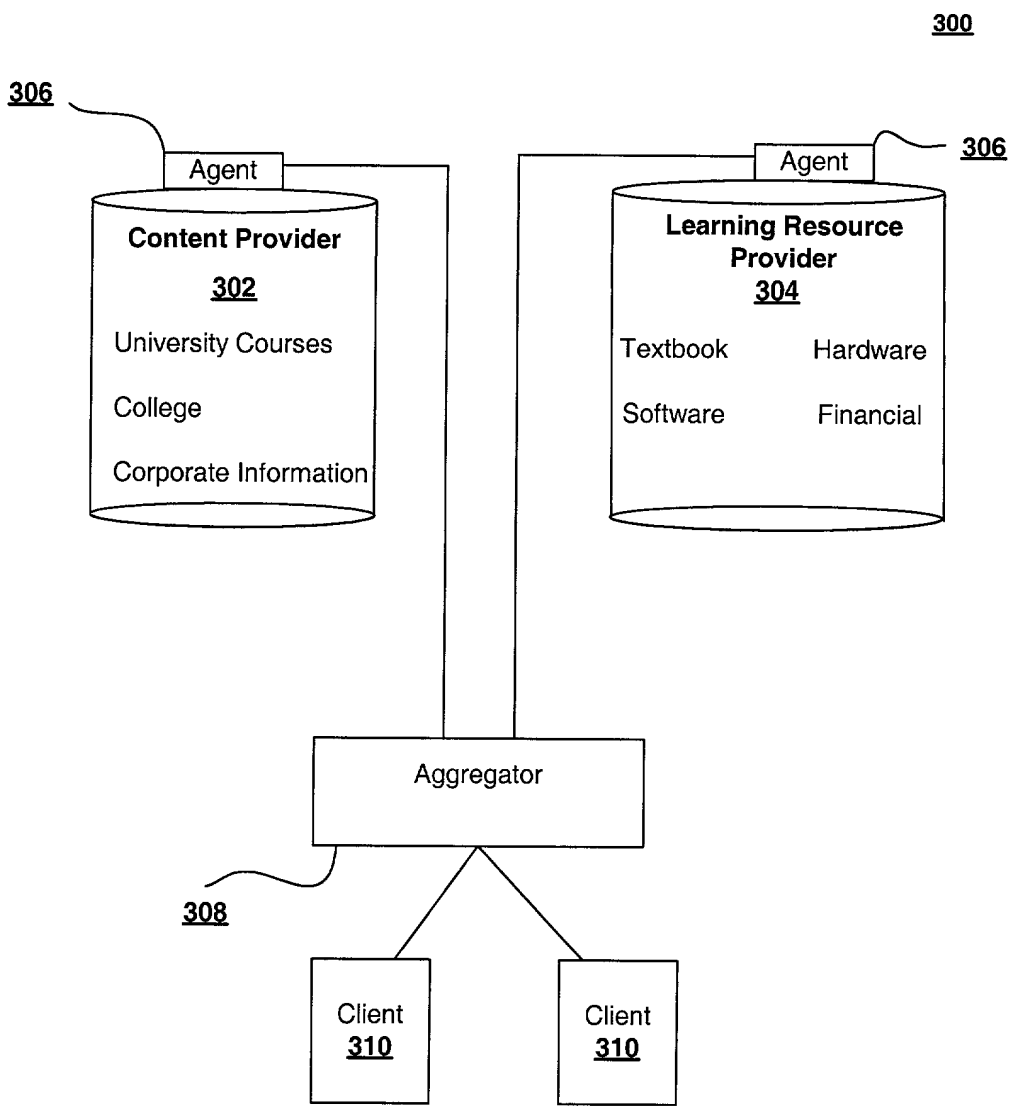 300
306
Agent
Content Provider
302
University Courses
College
Corporate Information
Agent
306
Learning Resource
Provider
304
Textbook Hardware
Software Financial
Aggregator
308
Client
310
Client
310